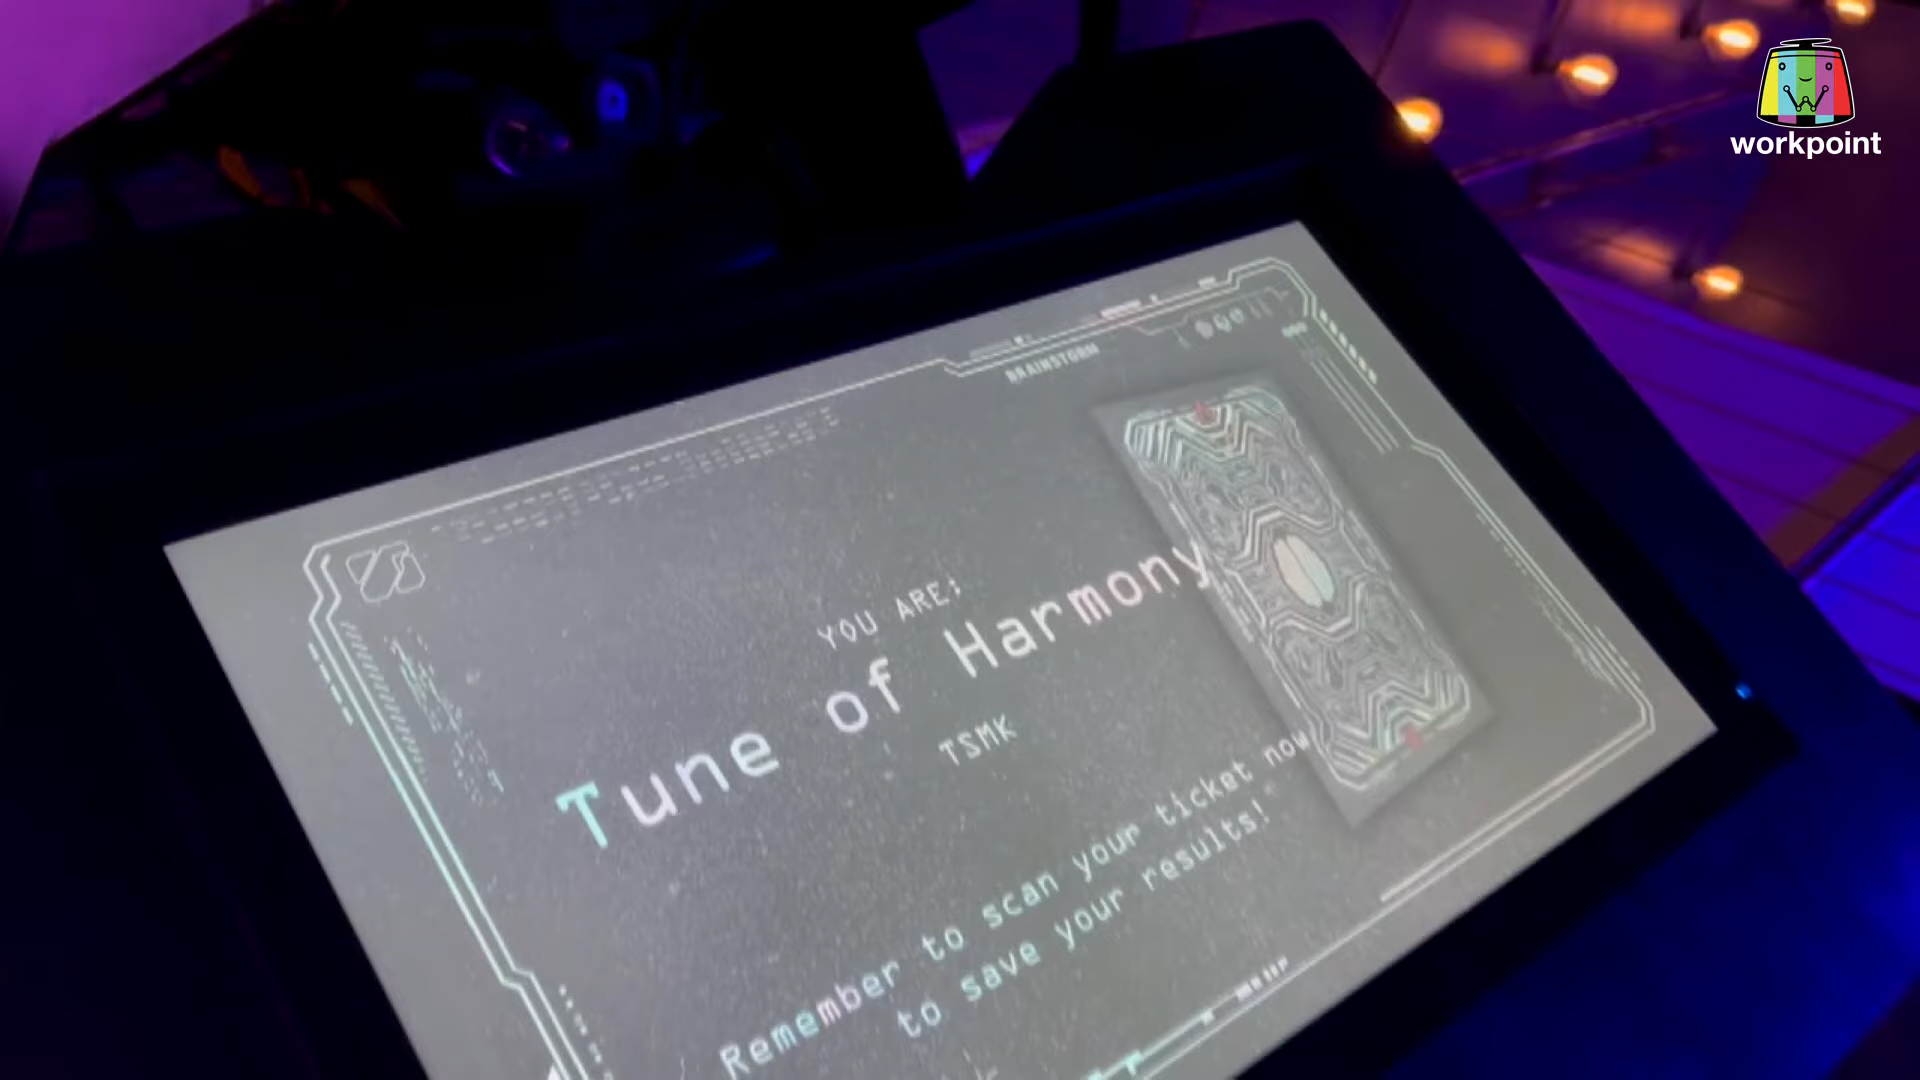 workpoint
BRAINSTORM
YOU ARE:
Tune of Harmony
TSMK
Remember to scan your ticket now
to save your results!